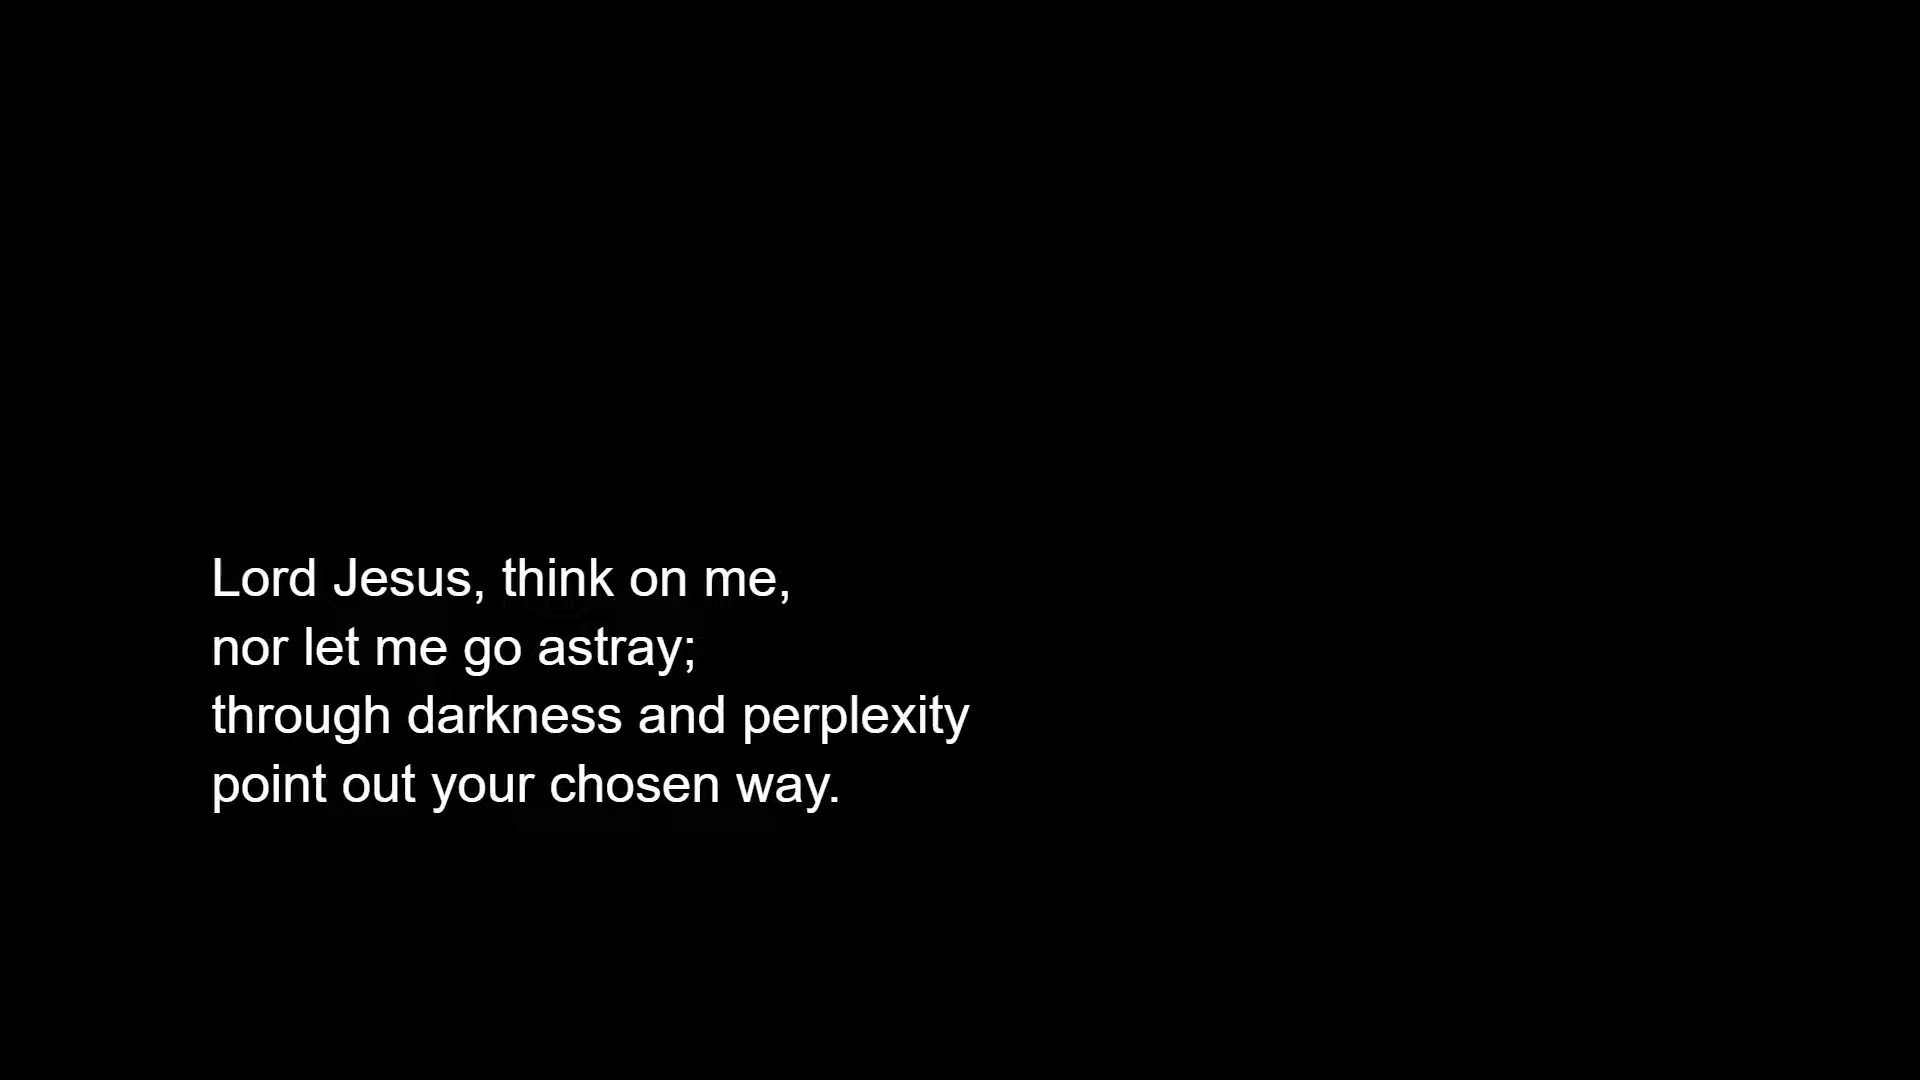 Lord Jesus, think on me,
nor let me go astray;
through darkness and perplexity
point out your chosen way.